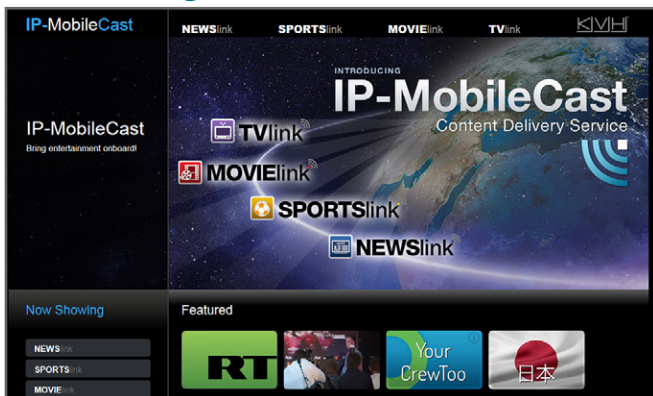 IP-MobileCast
NEWSlink SPORTSlink MOVIElink TVlink KVH
INTRODUCING
IP-MobileCast
Content Delivery Service
IP-MobileCast
Bring entertainment onboard!
TVlink
MOVIElink
SPORTSlink
NEWSlink
Now Showing
Featured
NEWSlink
SPORTSlink
MOVIElink
RT
Your
CrewToo
日本